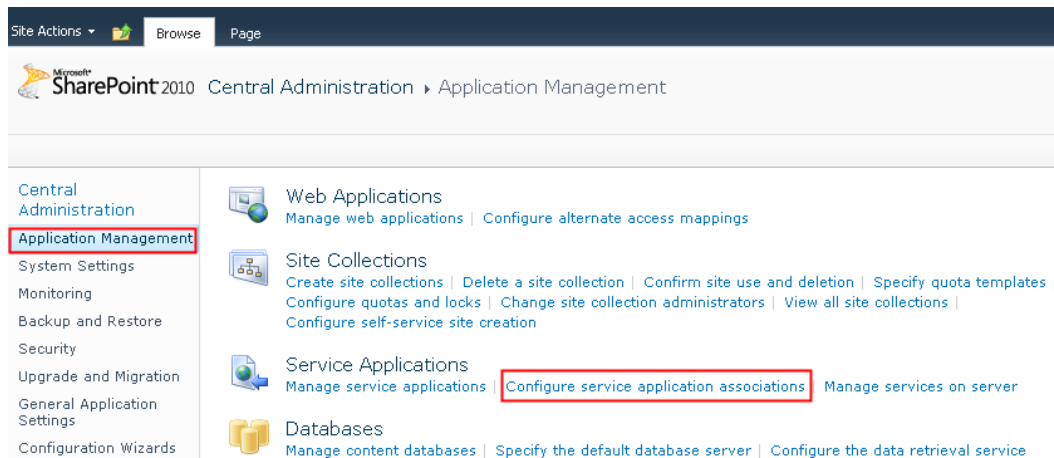 Site Actions Browse Page
Microsoft
SharePoint 2010 Central Administration ▸ Application Management
Central
Administration
Application Management
System Settings
Monitoring
Backup and Restore
Security
Upgrade and Migration
General Application
Settings
Configuration Wizards
Web Applications
Manage web applications | Configure alternate access mappings
Site Collections
Create site collections | Delete a site collection | Confirm site use and deletion | Specify quota templates
Configure quotas and locks | Change site collection administrators | View all site collections |
Configure self-service site creation
Service Applications
Manage service applications | Configure service application associations | Manage services on server
Databases
Manage content databases | Specify the default database server | Configure the data retrieval service